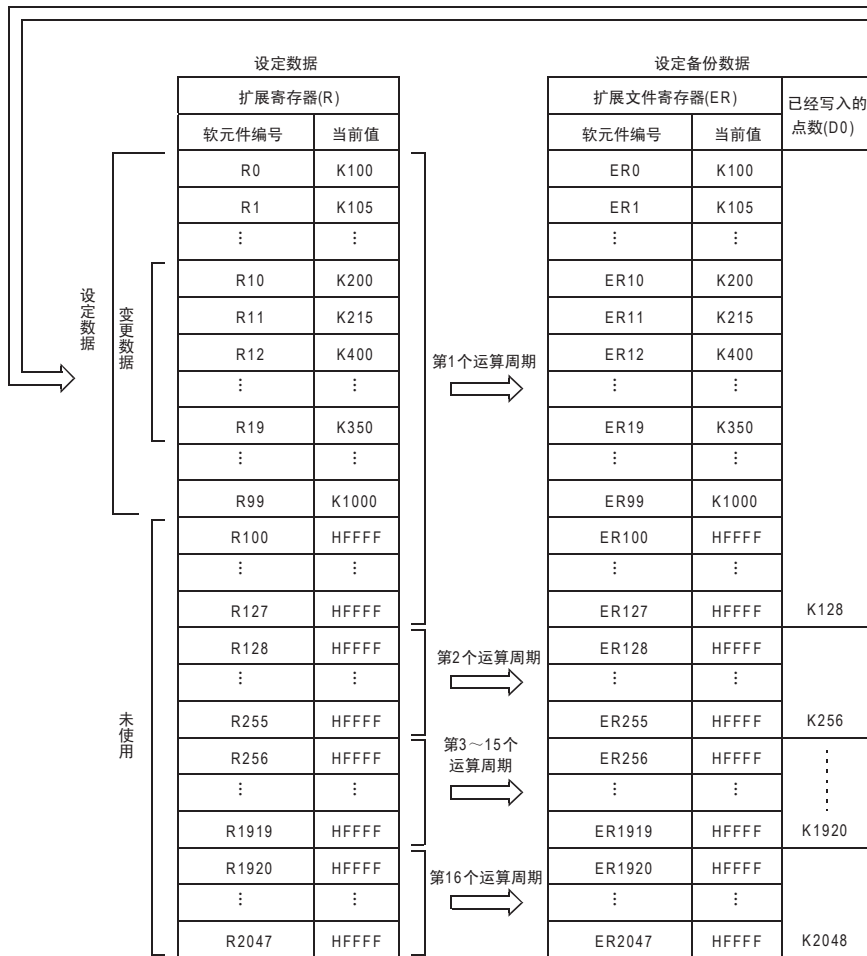 设定数据
设定备份数据
扩展寄存器(R)
扩展文件寄存器(ER)
已经写入的
点数(D0)
软元件编号 当前值
软元件编号 当前值
R0 K100
ER0 K100
R1 K105
ER1 K105
⋮ ⋮
⋮ ⋮
R10 K200
ER10 K200
R11 K215
ER11 K215
R12 K400
ER12 K400
⋮ ⋮
⋮ ⋮
R19 K350
ER19 K350
⋮ ⋮
⋮ ⋮
R99 K1000
ER99 K1000
R100 HFFFF
ER100 HFFFF
⋮ ⋮
⋮ ⋮
R127 HFFFF
ER127 HFFFF K128
R128 HFFFF
ER128 HFFFF
⋮ ⋮
⋮ ⋮
R255 HFFFF
ER255 HFFFF K256
R256 HFFFF
ER256 HFFFF
⋮ ⋮
⋮ ⋮
R1919 HFFFF
ER1919 HFFFF K1920
R1920 HFFFF
ER1920 HFFFF
⋮ ⋮
⋮ ⋮
R2047 HFFFF
ER2047 HFFFF K2048
设定数据
变更数据
未使用
第1个运算周期
第2个运算周期
第3～15个
运算周期
第16个运算周期